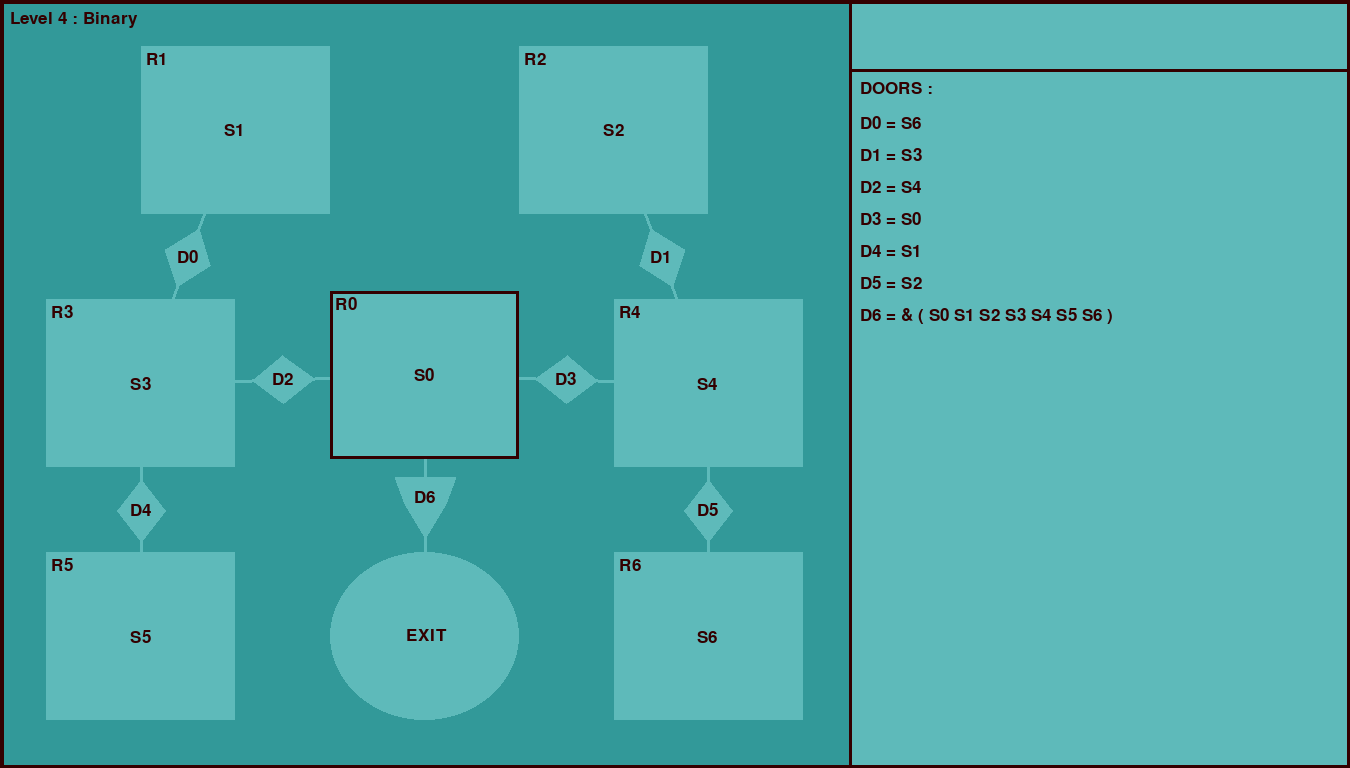 Level 4 : Binary
R1
S1
R2
S2
D0
D1
R3
S3
D2
R0
S0
D3
R4
S4
D6
D4
D5
R5
S5
EXIT
R6
S6
DOORS :
D0 = S6
D1 = S3
D2 = S4
D3 = S0
D4 = S1
D5 = S2
D6 = & ( S0 S1 S2 S3 S4 S5 S6 )